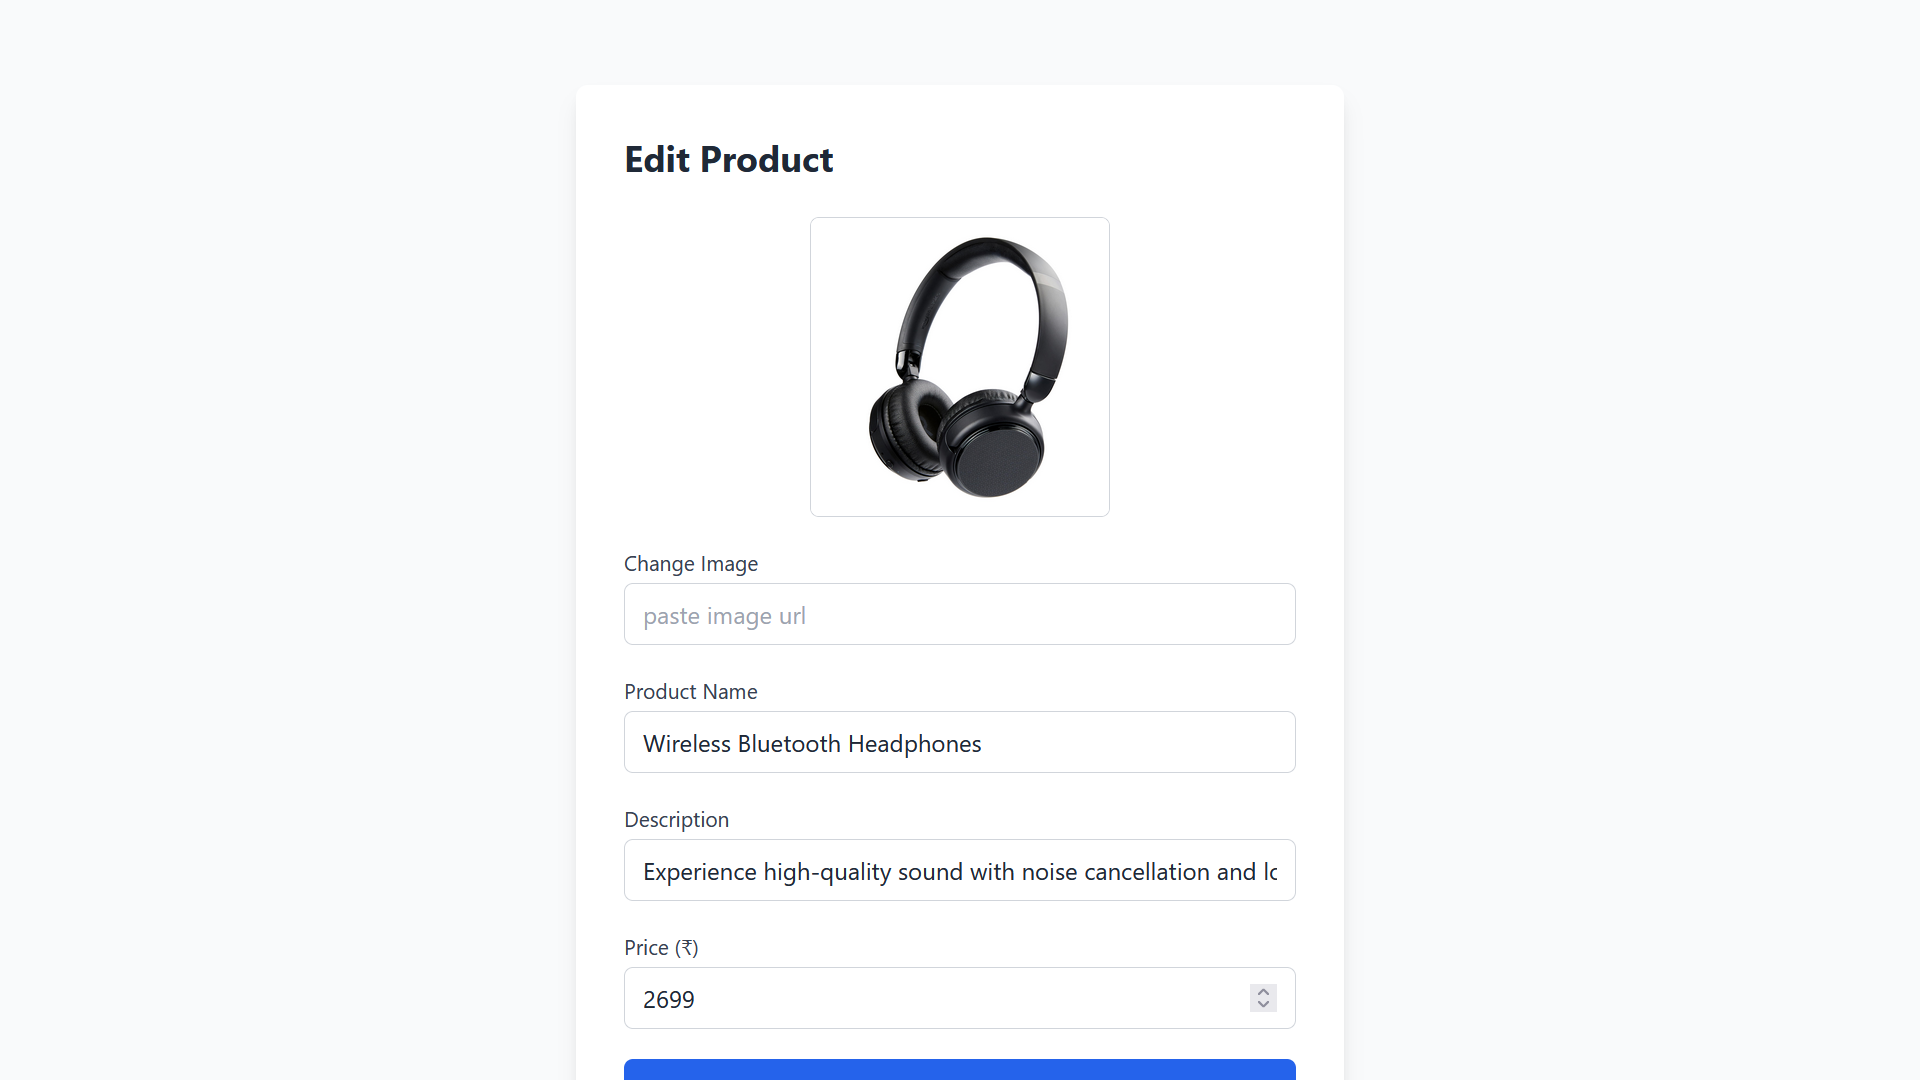 Edit Product
Change Image
paste image url
Product Name
Wireless Bluetooth Headphones
Description
Experience high-quality sound with noise cancellation and lo
Price (₹)
2699